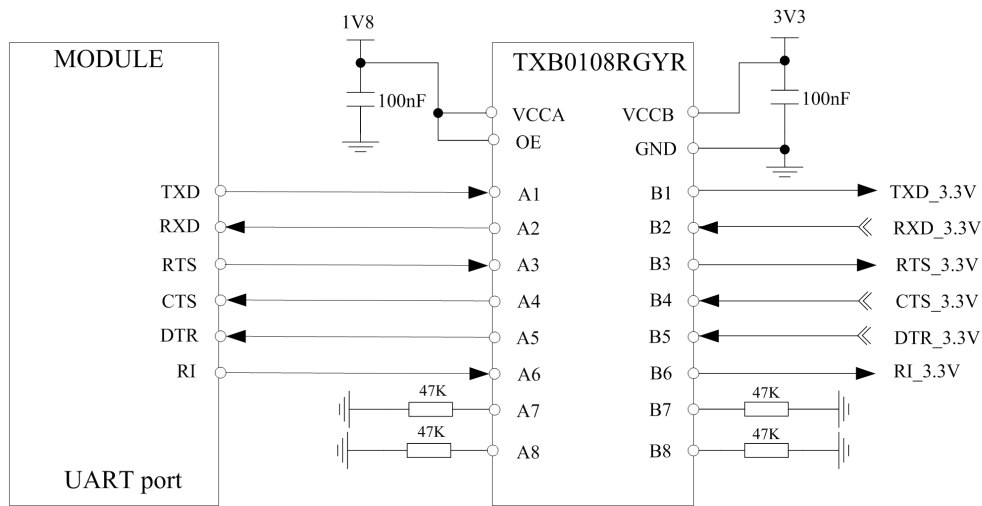 1V8
3V3
MODULE
TXB0108RGYR
100nF
100nF
VCCA
VCCB
OE
GND
TXD
A1
B1
TXD_3.3V
RXD
A2
B2
RXD_3.3V
RTS
A3
B3
RTS_3.3V
CTS
A4
B4
CTS_3.3V
DTR
A5
B5
DTR_3.3V
RI
A6
B6
RI_3.3V
47K
A7
B7
47K
47K
A8
B8
47K
UART port